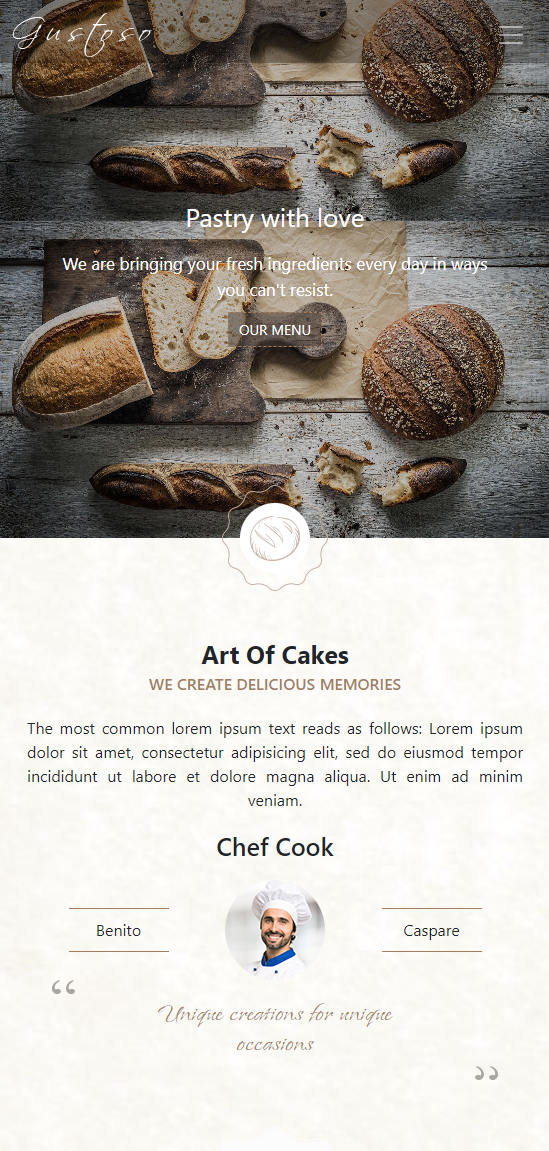 Gustoso
Pastry with love
We are bringing your fresh ingredients every day in ways
you can't resist.
OUR MENU
Art Of Cakes
WE CREATE DELICIOUS MEMORIES
The most common lorem ipsum text reads as follows: Lorem ipsum
dolor sit amet, consectetur adipisicing elit, sed do eiusmod tempor
incididunt ut labore et dolore magna aliqua. Ut enim ad minim
veniam.
Chef Cook
Benito
Caspare
“
Unique creations for unique
occasions
”